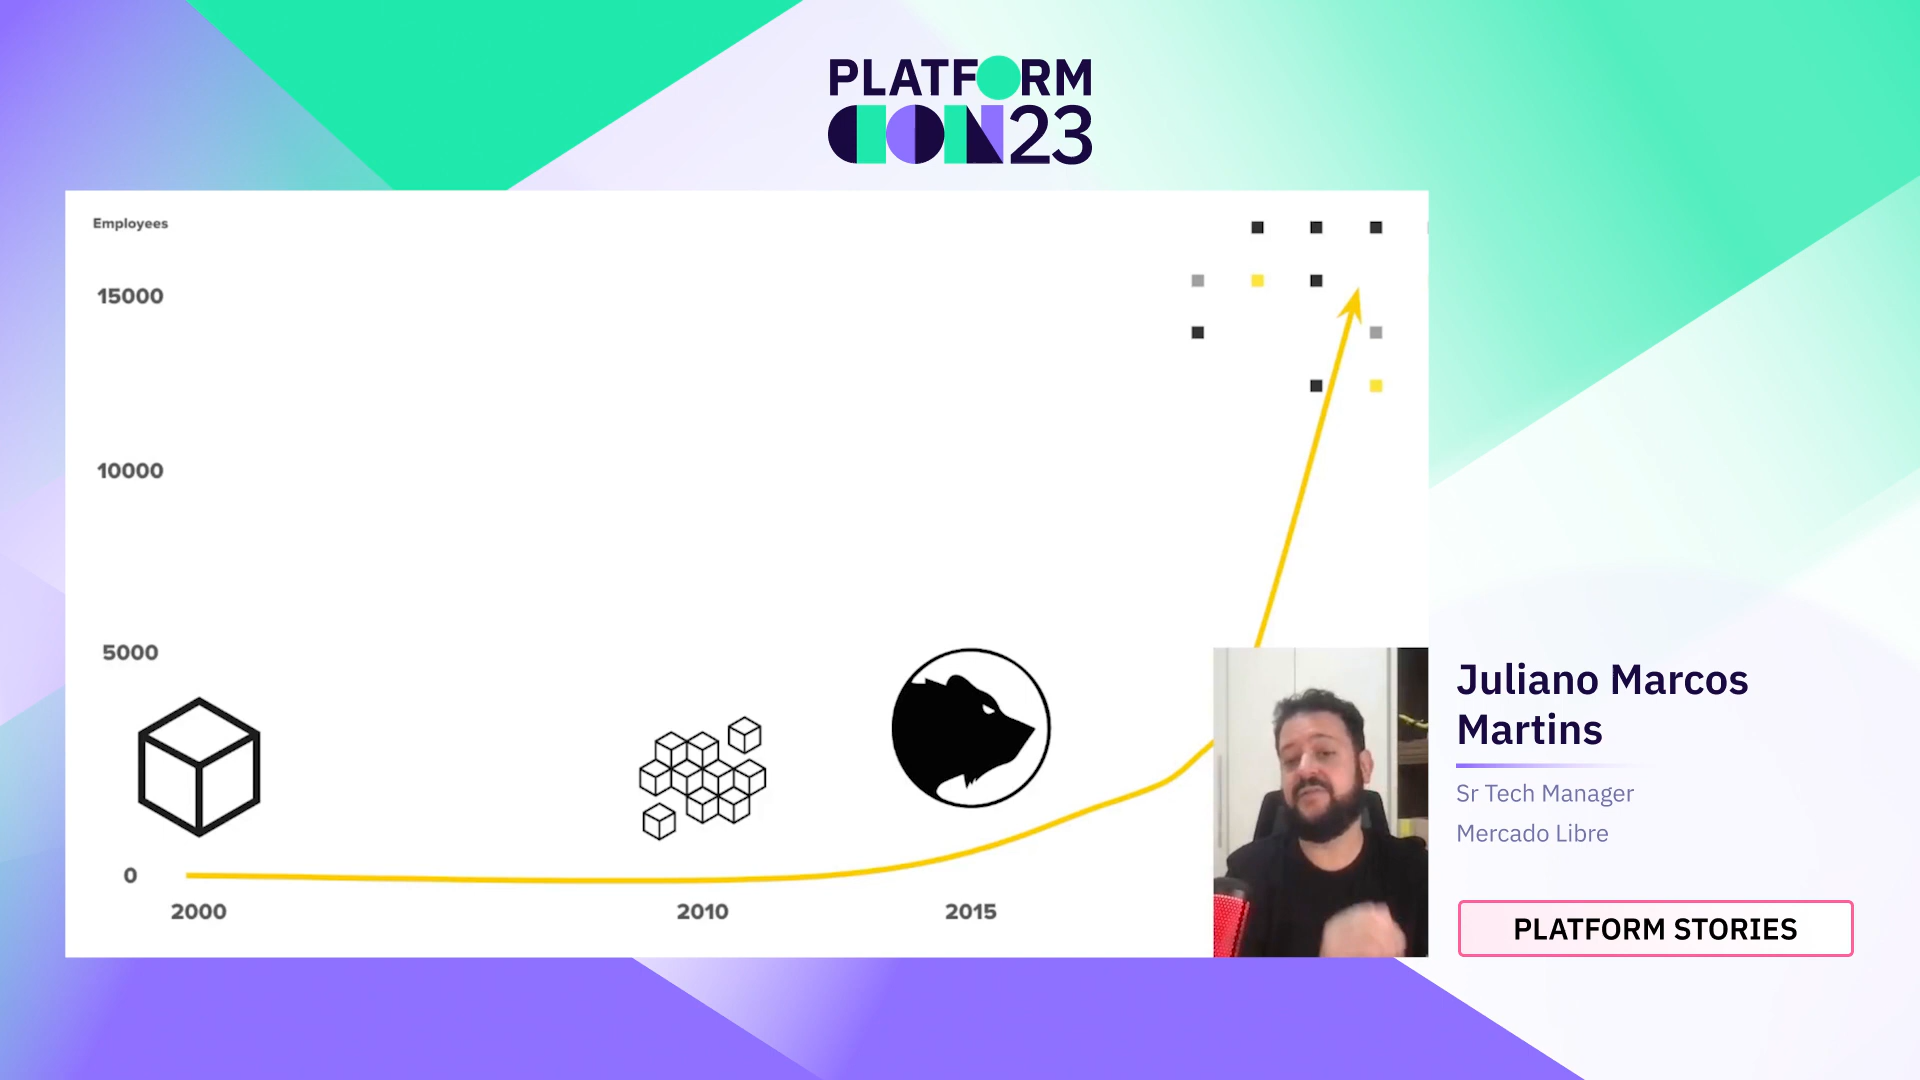 PLATFORM
CON23
Employees
15000
10000
5000
0
2000
2010
2015
Juliano Marcos
Martins
Sr Tech Manager
Mercado Libre
PLATFORM STORIES